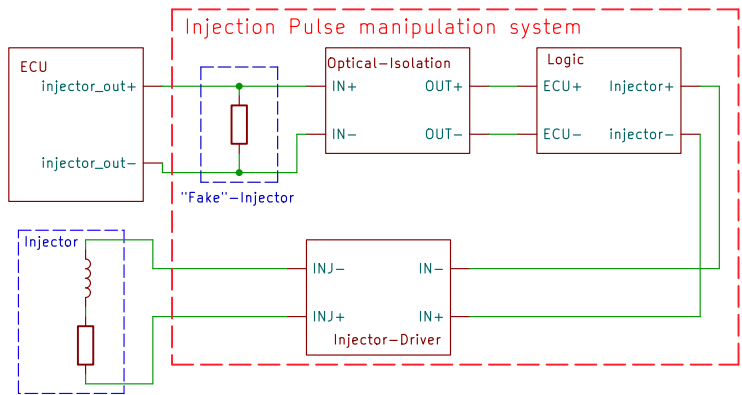 Injection Pulse manipulation system
ECU
injector_out+
injector_out-
"Fake"-Injector
Optical-Isolation
IN+
OUT+
IN-
OUT-
Logic
ECU+
Injector+
ECU-
injector-
Injector
INJ-
IN-
INJ+
IN+
Injector-Driver